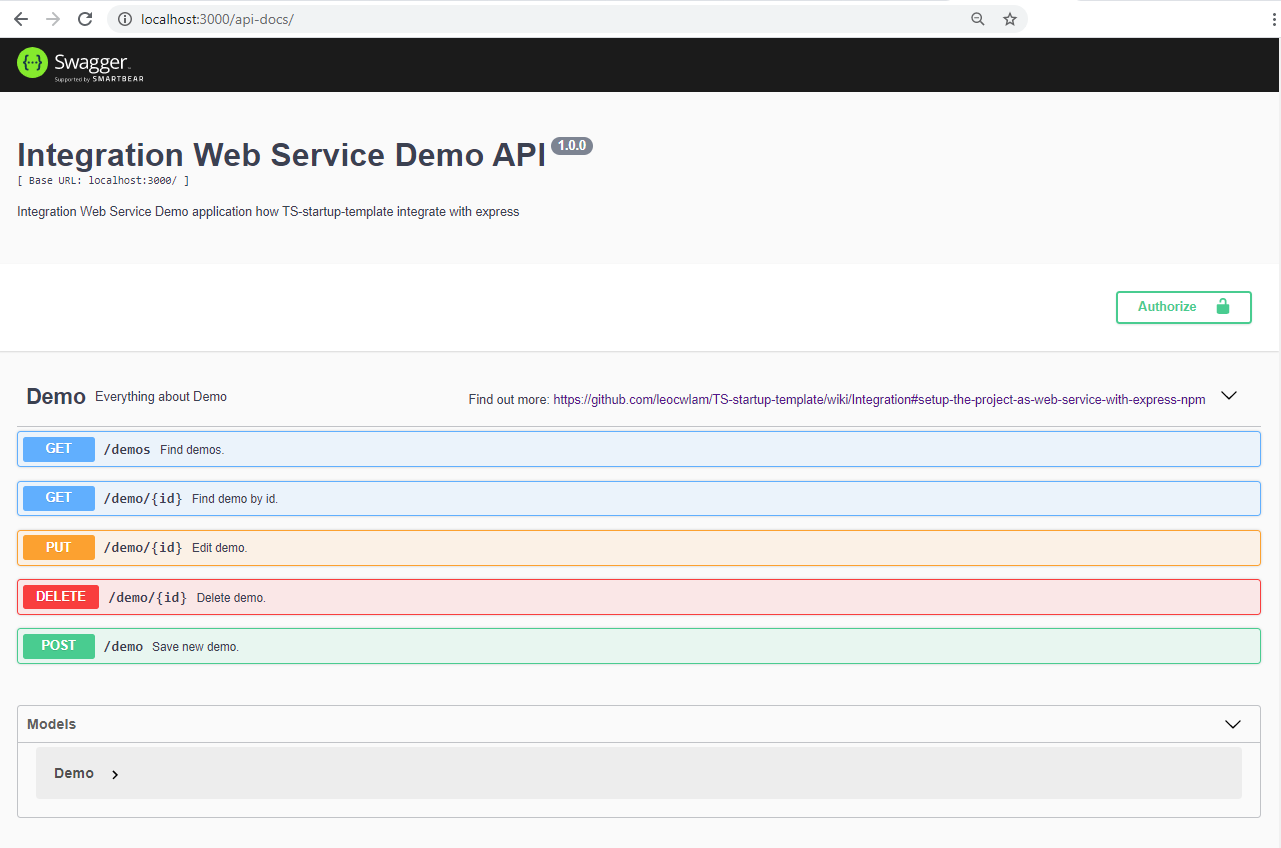 localhost:3000/api-docs/
{···} Swagger
Supported by SMARTBEAR
Integration Web Service Demo API 1.0.0
[ Base URL: localhost:3000/ ]
Integration Web Service Demo application how TS-startup-template integrate with express
Authorize
Demo Everything about Demo Find out more: https://github.com/leocwlam/TS-startup-template/wiki/Integration#setup-the-project-as-web-service-with-express-npm
GET /demos Find demos.
GET /demo/{id} Find demo by id.
PUT /demo/{id} Edit demo.
DELETE /demo/{id} Delete demo.
POST /demo Save new demo.
Models
Demo